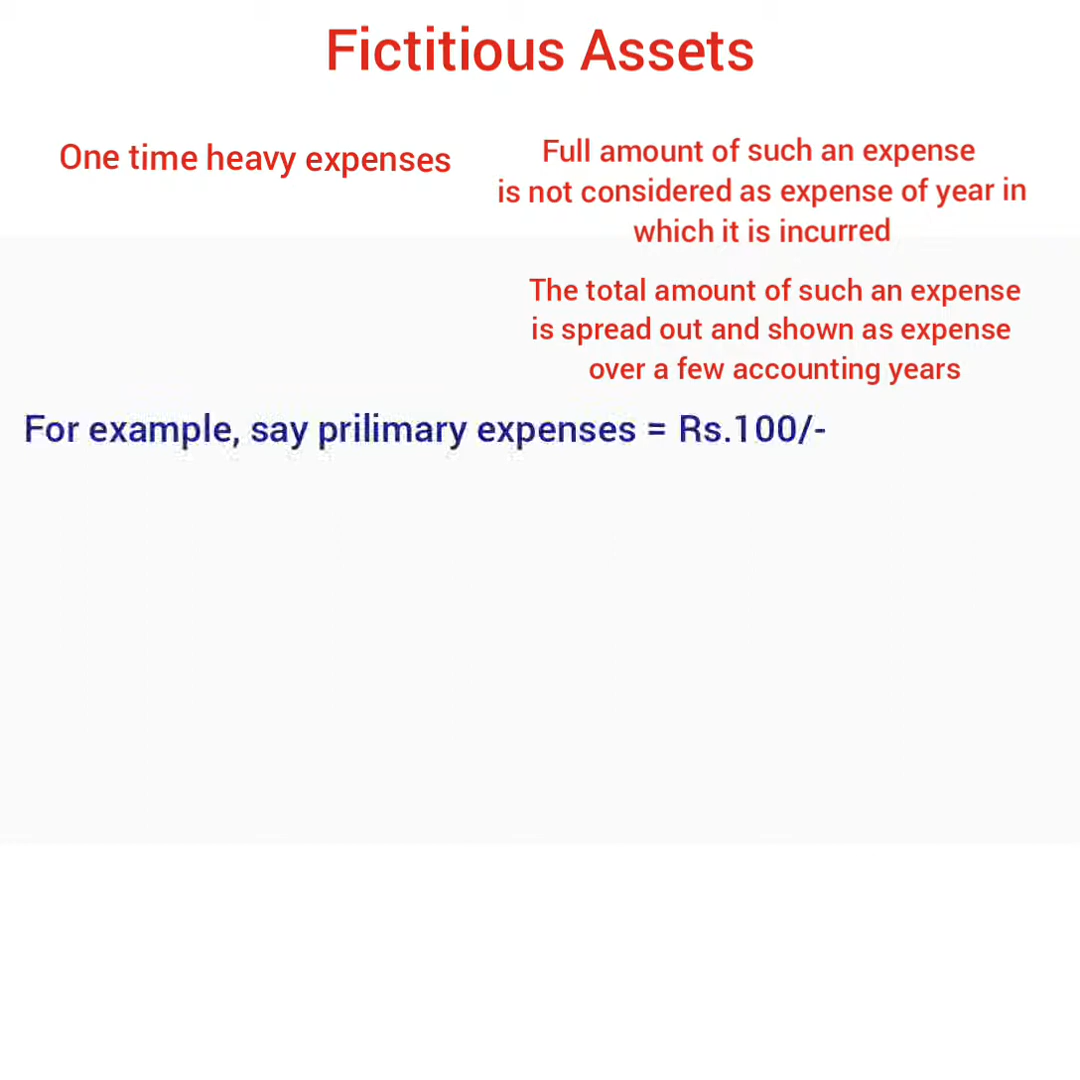 Fictitious Assets
One time heavy expenses
Full amount of such an expense
is not considered as expense of year in
which it is incurred
The total amount of such an expense
is spread out and shown as expense
over a few accounting years
For example, say prilimary expenses = Rs.100/-